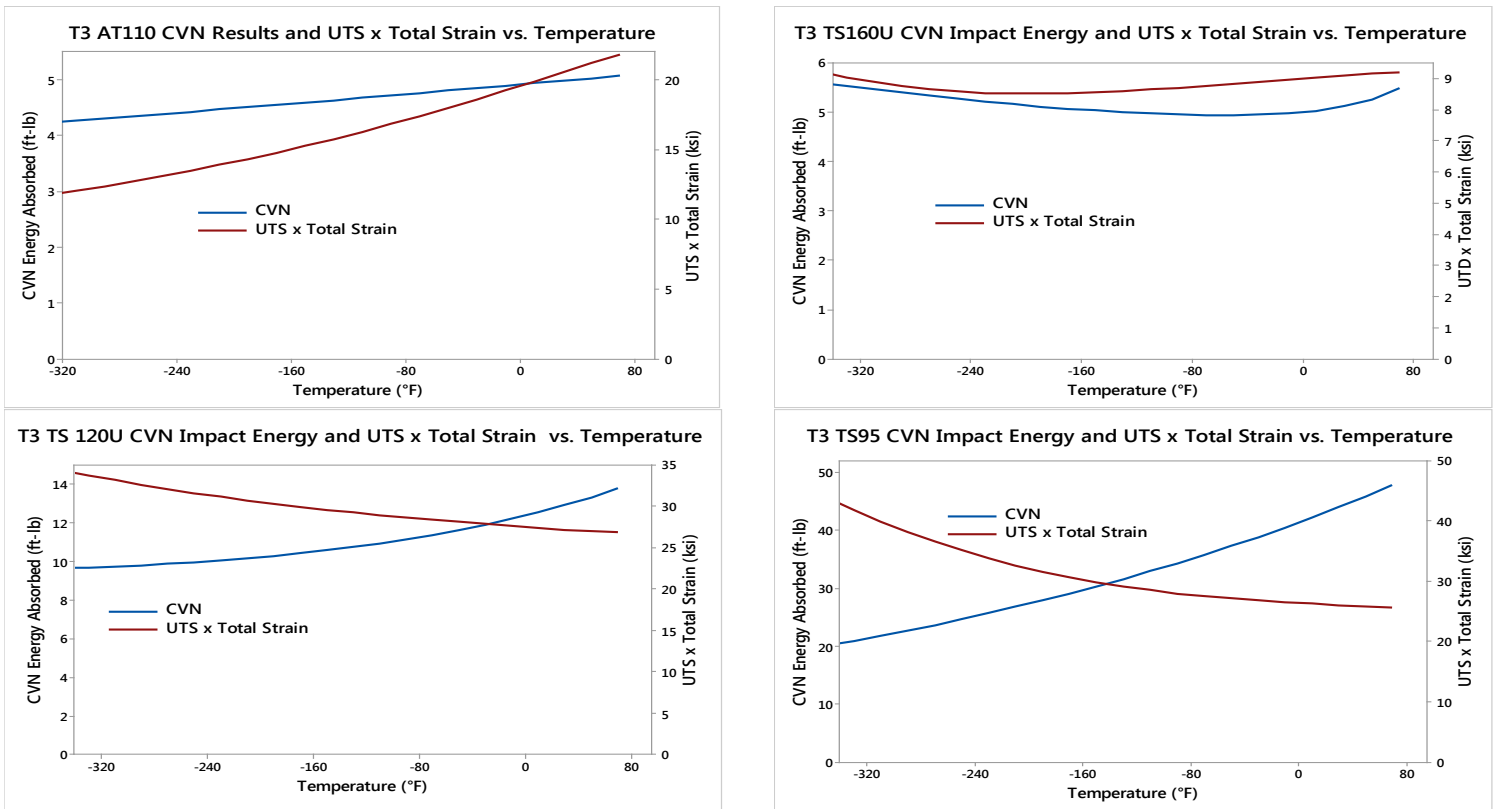 T3 AT110 CVN Results and UTS x Total Strain vs. Temperature
CVN Energy Absorbed (ft-lb)
5
4
3
2
1
0
20
15
10
5
0
UTS x Total Strain (ksi)
CVN
UTS x Total Strain
-320 -240 -160 -80 0 80
Temperature (°F)
T3 TS160U CVN Impact Energy and UTS x Total Strain vs. Temperature
CVN Energy Absorbed (ft-lb)
6
5
4
3
2
1
0
9
8
7
6
5
4
3
2
1
0
UTD x Total Strain (ksi)
CVN
UTS x Total Strain
-320 -240 -160 -80 0 80
Temperature (°F)
T3 TS 120U CVN Impact Energy and UTS x Total Strain vs. Temperature
CVN Energy Absorbed (ft-lb)
14
12
10
8
6
4
2
0
35
30
25
20
15
10
5
0
UTS x Total Strain (ksi)
CVN
UTS x Total Strain
-320 -240 -160 -80 0 80
Temperature (°F)
T3 TS95 CVN Impact Energy and UTS x Total Strain vs. Temperature
CVN Energy Absorbed (ft-lb)
50
40
30
20
10
0
50
40
30
20
10
0
UTS x Total Strain (ksi)
CVN
UTS x Total Strain
-320 -240 -160 -80 0 80
Temperature (°F)